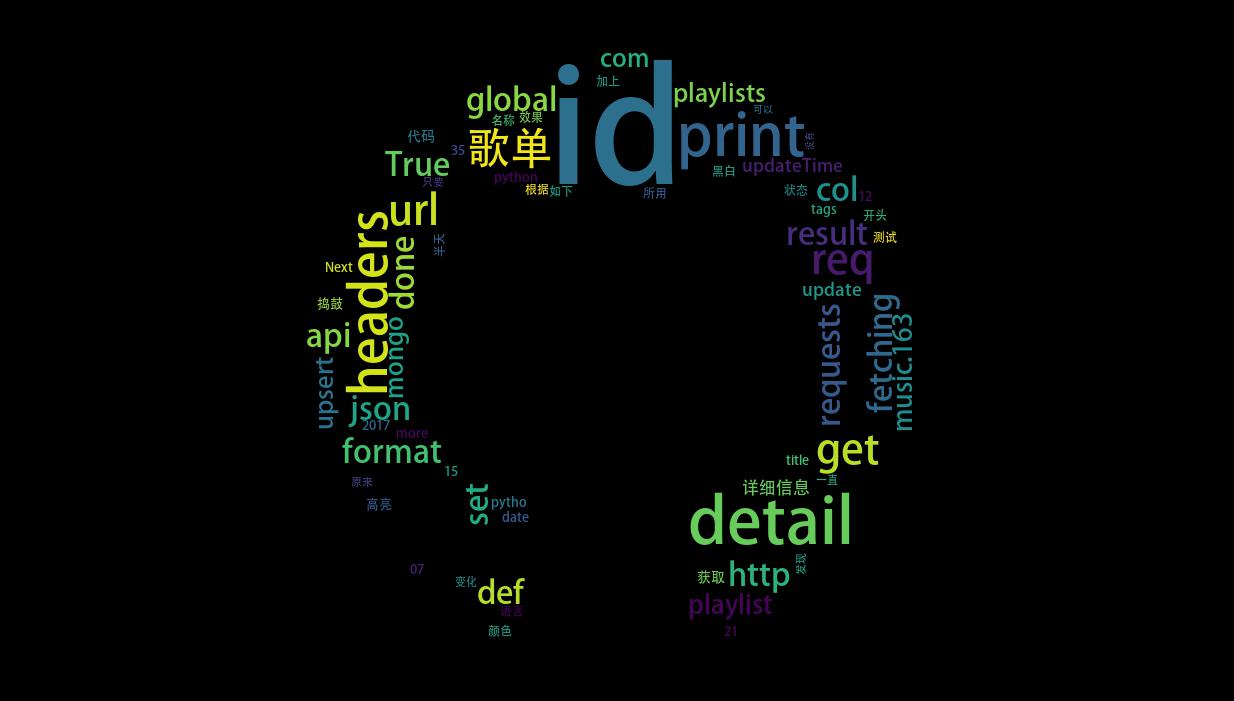 com
加上
global
playlists
id
名称
效果
可以
print
代码
35
歌单
没有
True
黑白
updateTime
python
只要
根据
如下
所用
状态
col
12
url
tags
开头
headers
半天
result
测试
done
req
Next
update
捣鼓
api
mongo
requests
fetching
music.163
upsert
json
2017
more
format
get
title
15
原来
详细信息
一直
高亮
set
pytho
date
detail
07
变化
def
获取
http
发现
语言
playlist
颜色
21